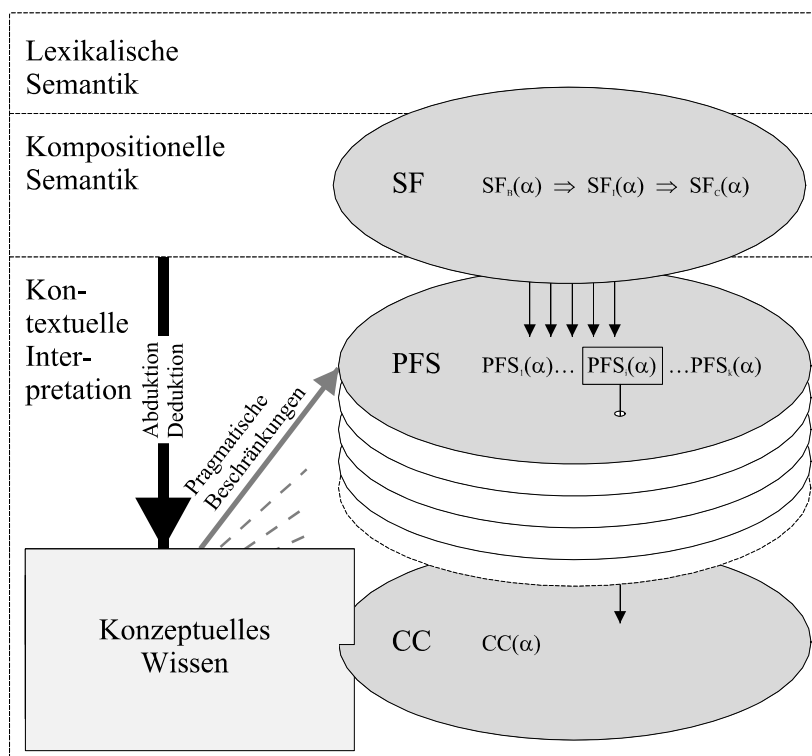 Lexikalische
Semantik
Kompositionelle
Semantik
SF SF_B(α) ⇒ SF_I(α) ⇒ SF_C(α)
Kon-
textuelle
Inter-
pretation
Abduktion
Deduktion
Pragmatische
Beschränkungen
PFS PFS_1(α)… PFS_i(α) …PFS_k(α)
Konzeptuelles
Wissen
CC CC(α)